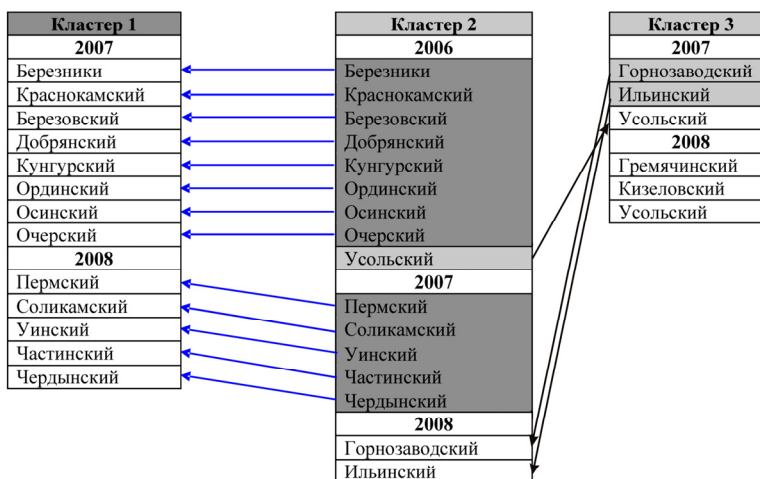 Кластер 1
2007
Березники
Краснокамский
Березовский
Добрянский
Кунгурский
Ординский
Осинский
Очерский
2008
Пермский
Соликамский
Уинский
Частинский
Чердынский
Кластер 2
2006
Березники
Краснокамский
Березовский
Добрянский
Кунгурский
Ординский
Осинский
Очерский
Усольский
2007
Пермский
Соликамский
Уинский
Частинский
Чердынский
2008
Горнозаводский
Ильинский
Кластер 3
2007
Горнозаводский
Ильинский
Усольский
2008
Гремячинский
Кизеловский
Усольский